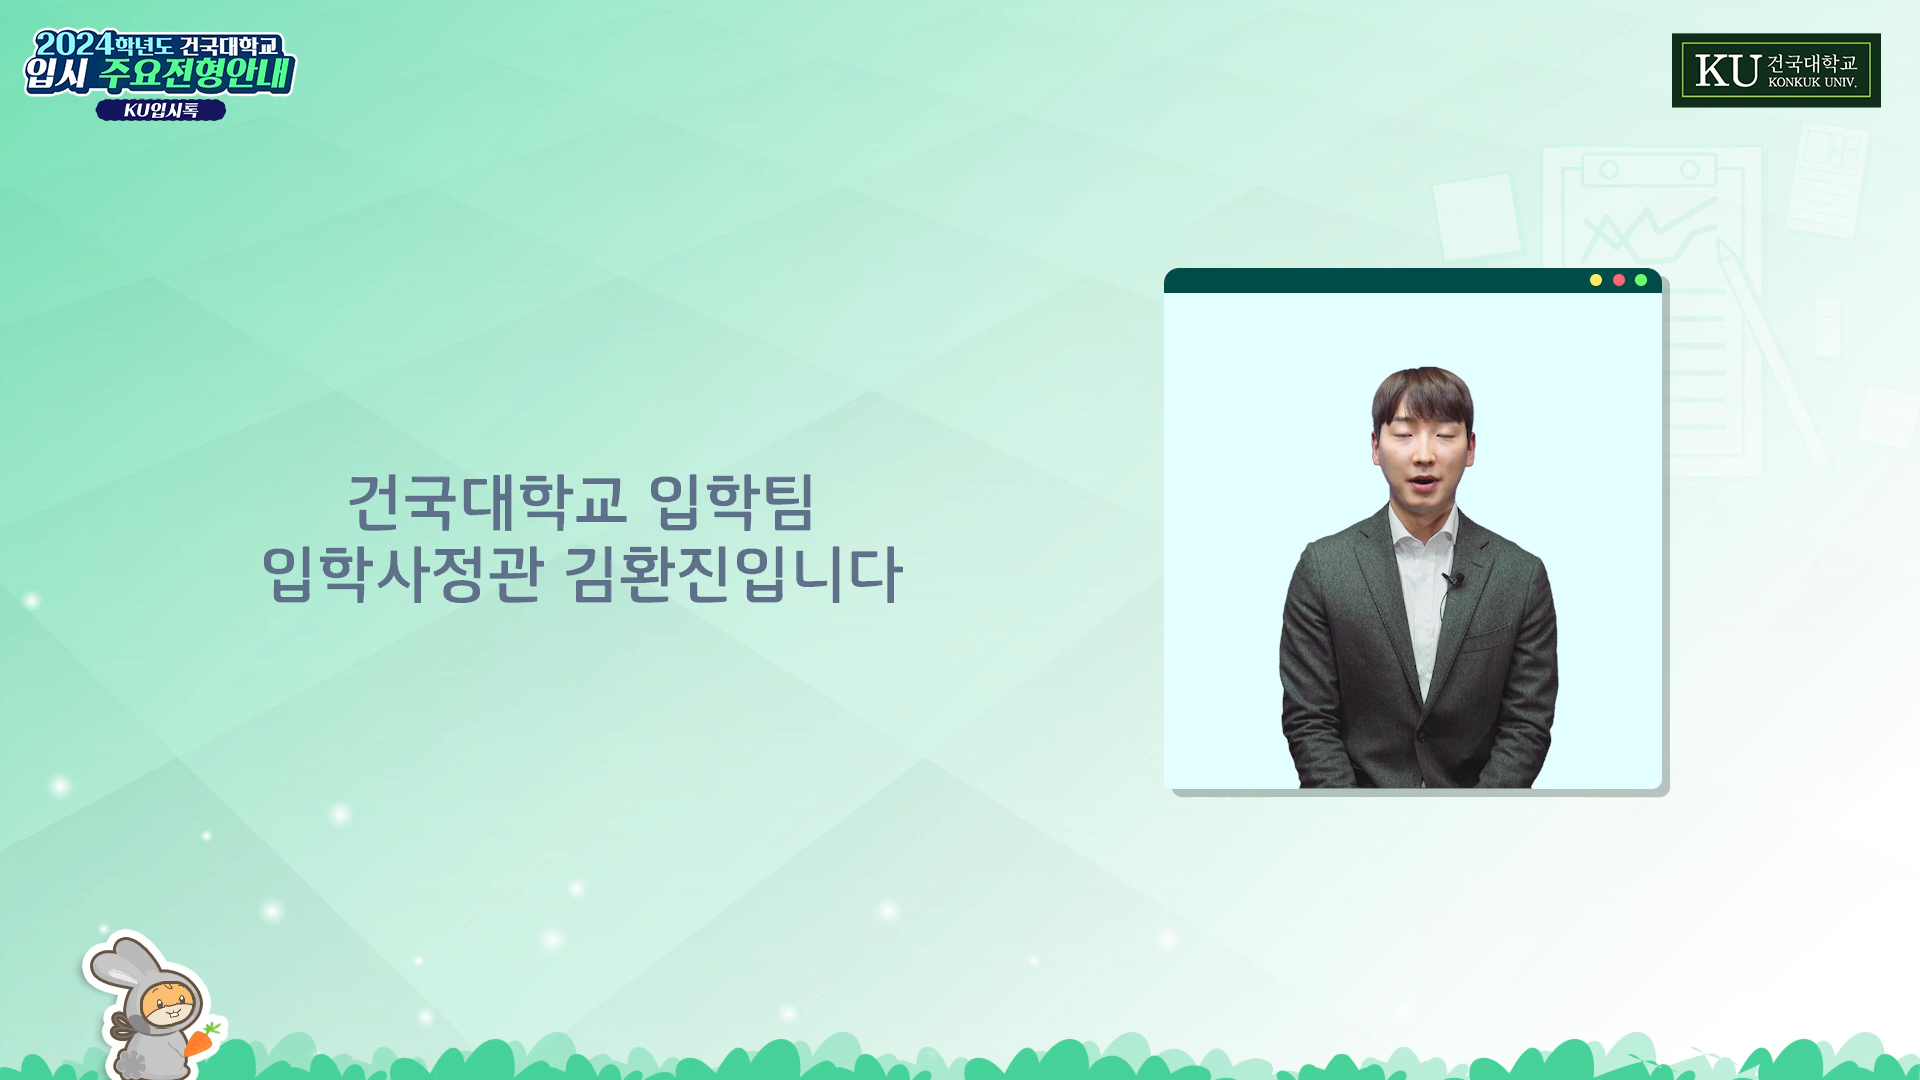 2024학년도 건국대학교
입시 주요전형안내
KU입시톡
KU 건국대학교
KONKUK UNIV.
건국대학교 입학팀
입학사정관 김환진입니다